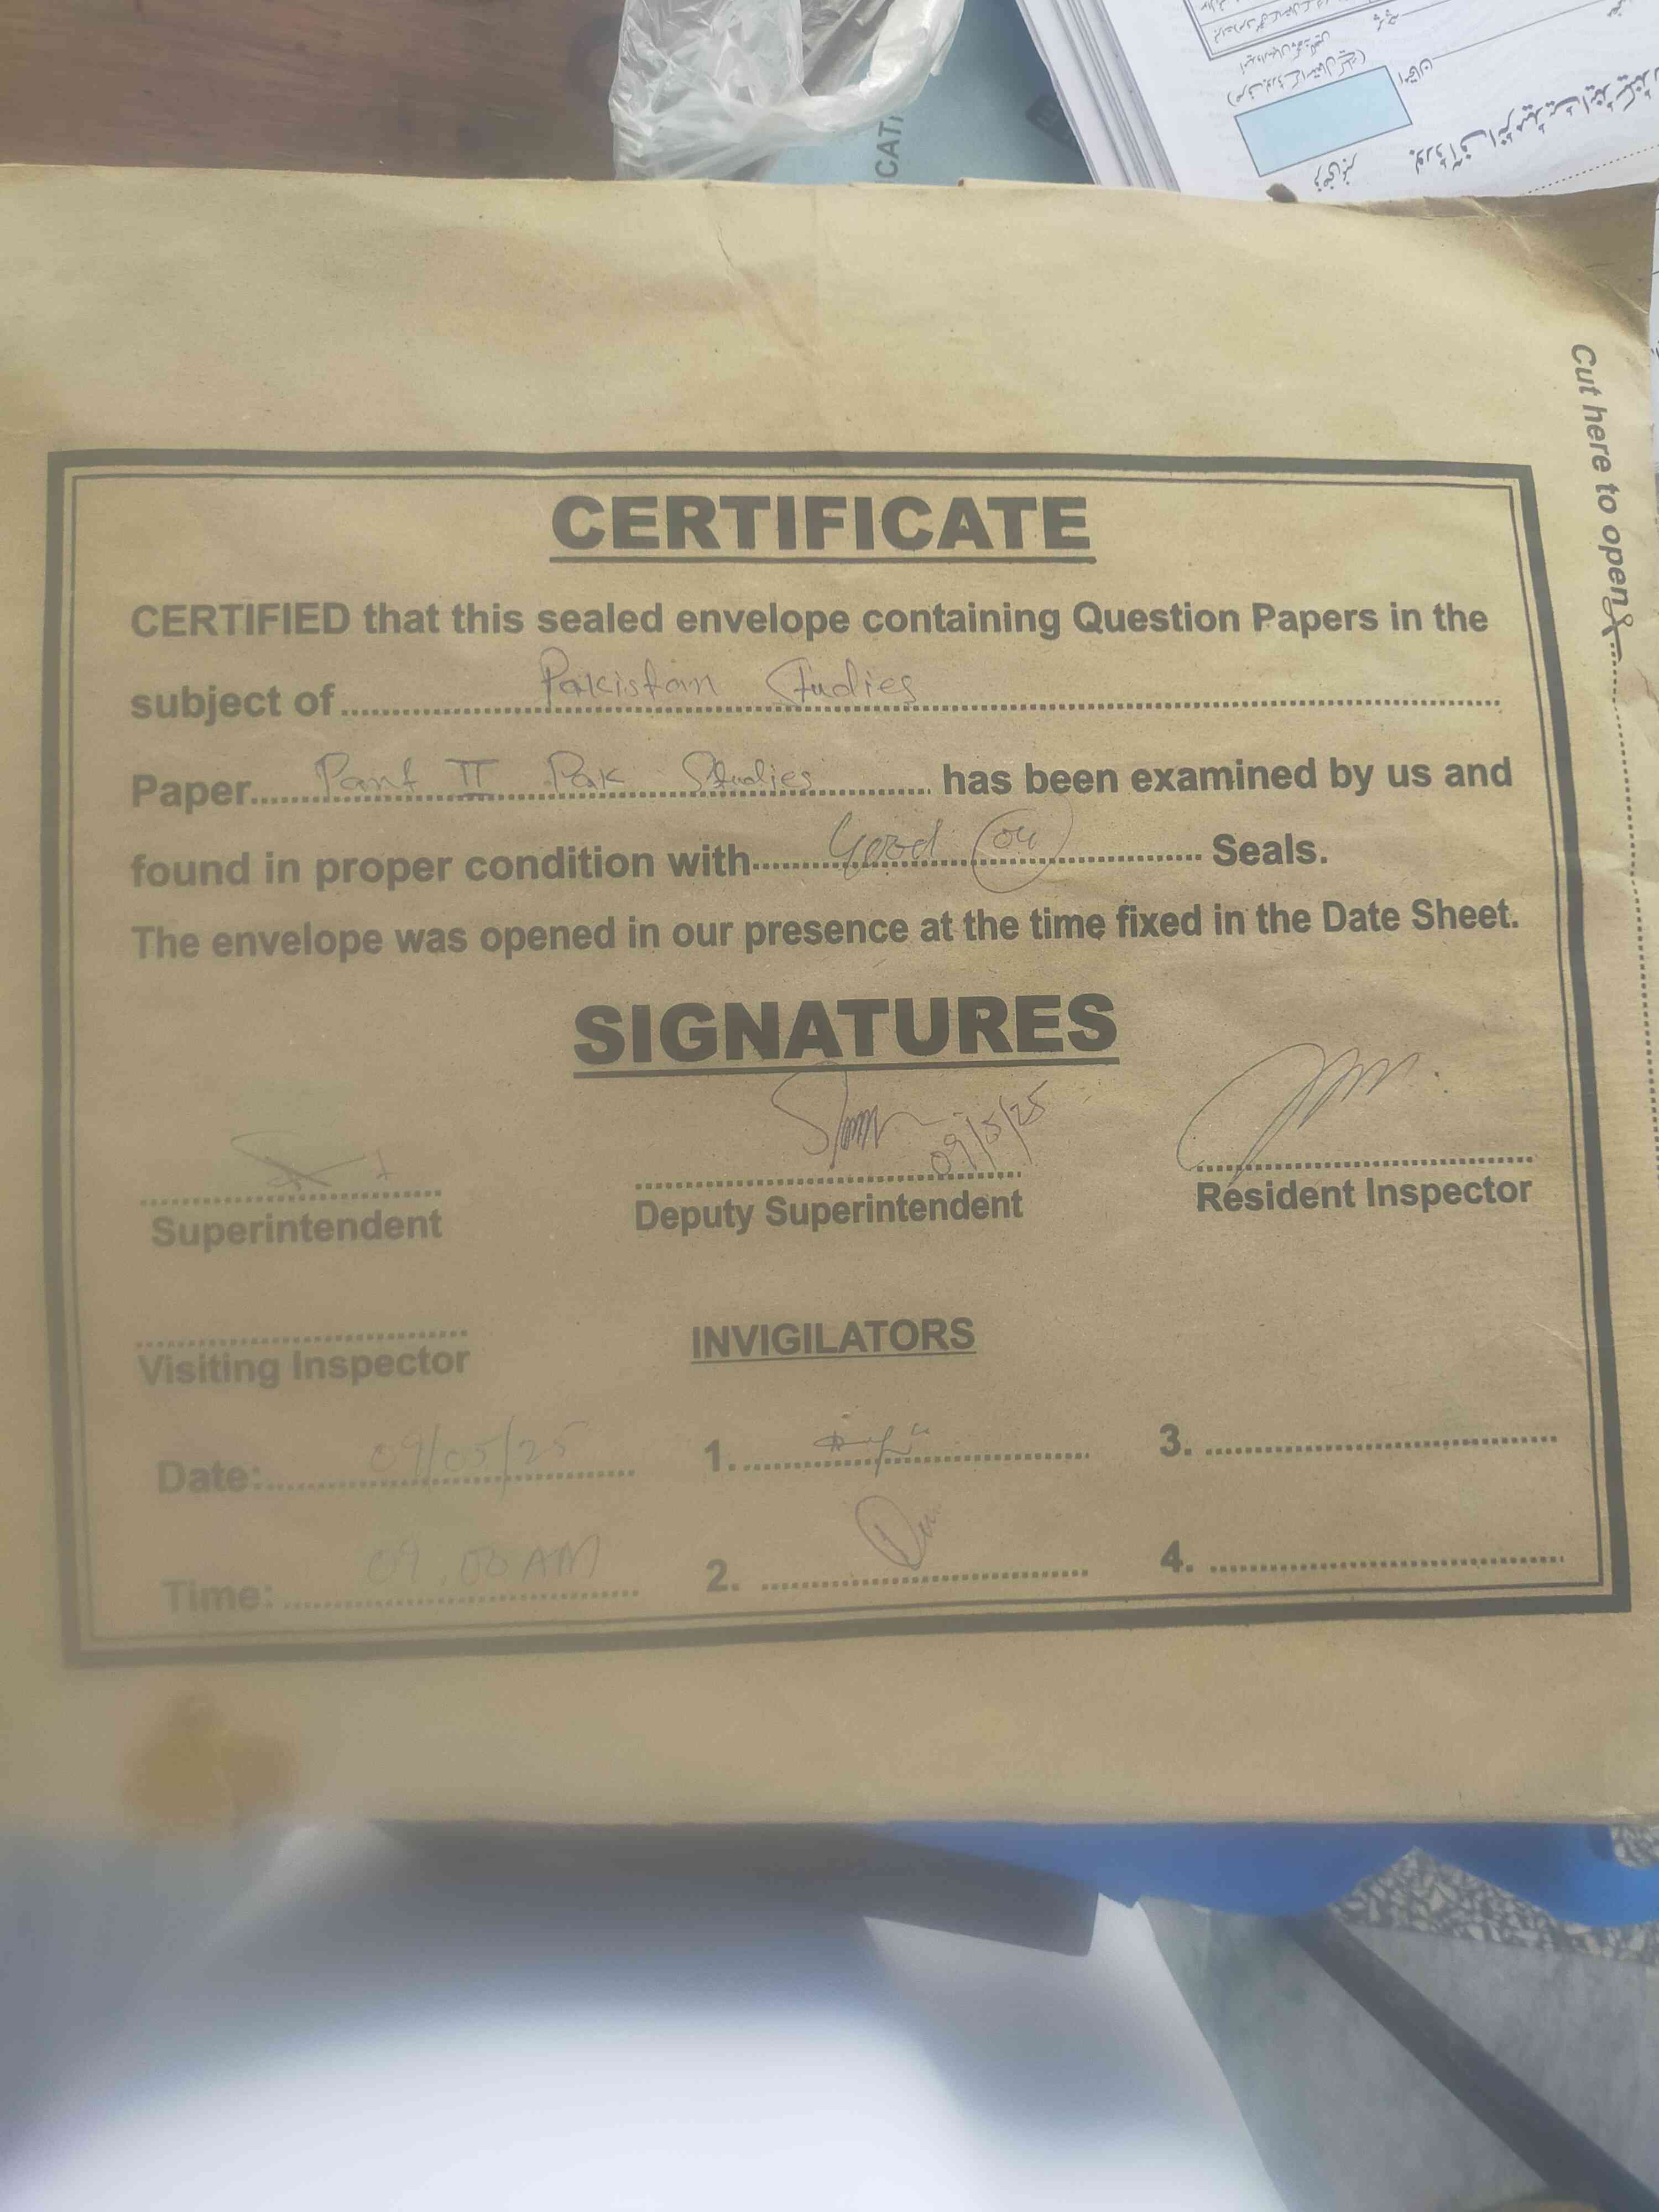 CATI
Cut here to open
CERTIFICATE
CERTIFIED that this sealed envelope containing Question Papers in the
subject of Pakistan Studies
Paper Part II Pak Studies has been examined by us and
found in proper condition with Good (04) Seals.
The envelope was opened in our presence at the time fixed in the Date Sheet.
SIGNATURES
09/5/25
Superintendent Deputy Superintendent Resident Inspector
Visiting Inspector INVIGILATORS
Date: 09/05/25 1. 3.
Time: 09.00 AM 2. 4.